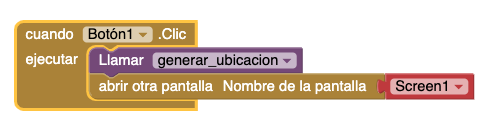 cuando Botón1 .Clic
ejecutar Llamar generar_ubicacion
abrir otra pantalla Nombre de la pantalla Screen1